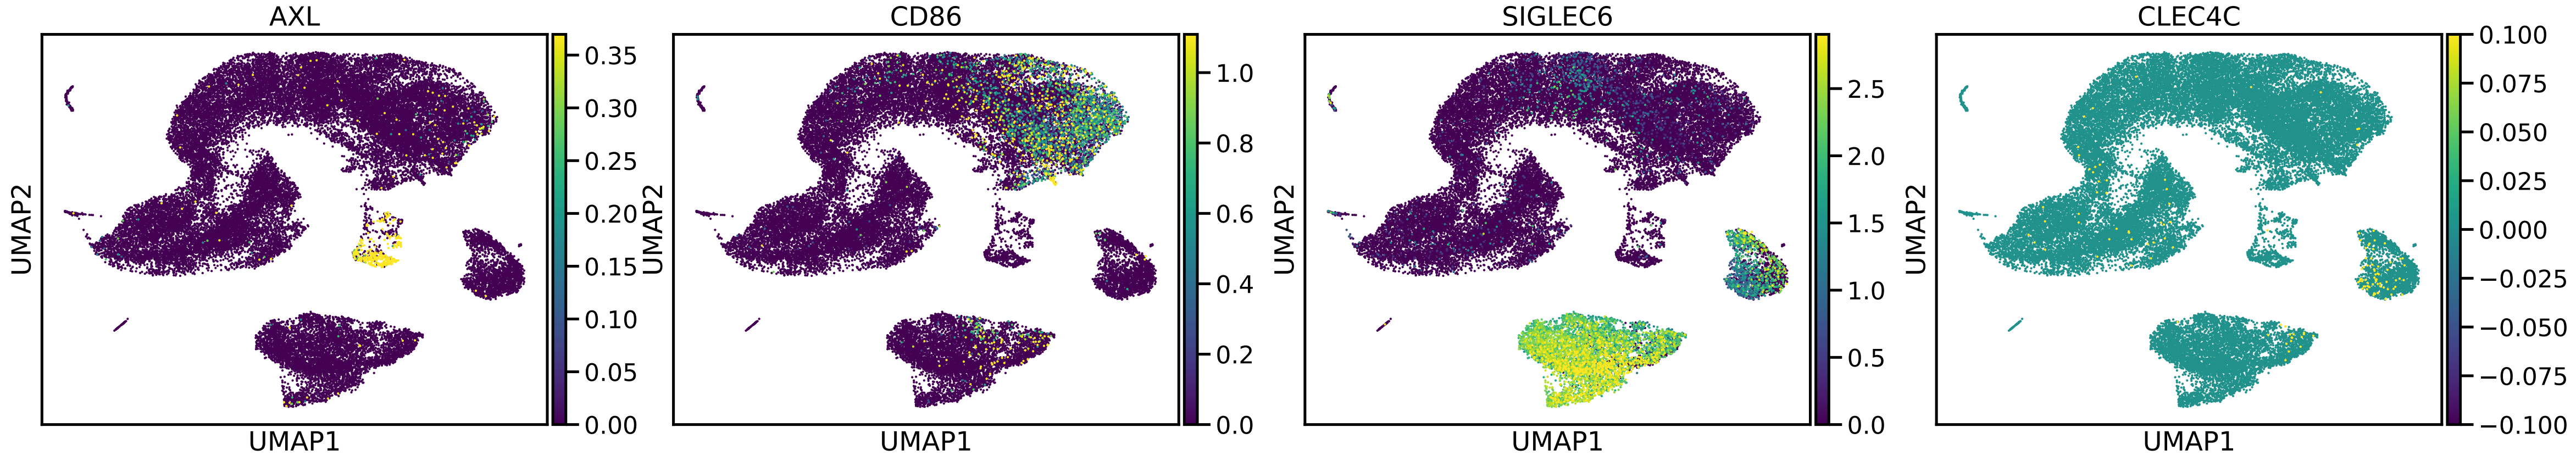 AXL
UMAP2
UMAP1
0.35
0.30
0.25
0.20
0.15
0.10
0.05
0.00
CD86
UMAP2
UMAP1
1.0
0.8
0.6
0.4
0.2
0.0
SIGLEC6
UMAP2
UMAP1
2.5
2.0
1.5
1.0
0.5
0.0
CLEC4C
UMAP2
UMAP1
0.100
0.075
0.050
0.025
0.000
−0.025
−0.050
−0.075
−0.100